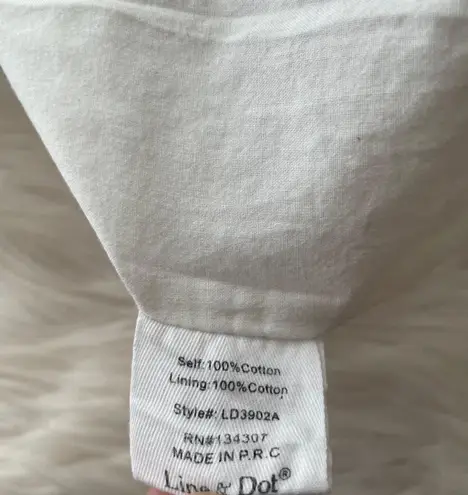 Self:100%Cotton
Lining:100%Cotton
Style#: LD3902A
RN#134307
MADE IN P.R.C
Line & Dot®